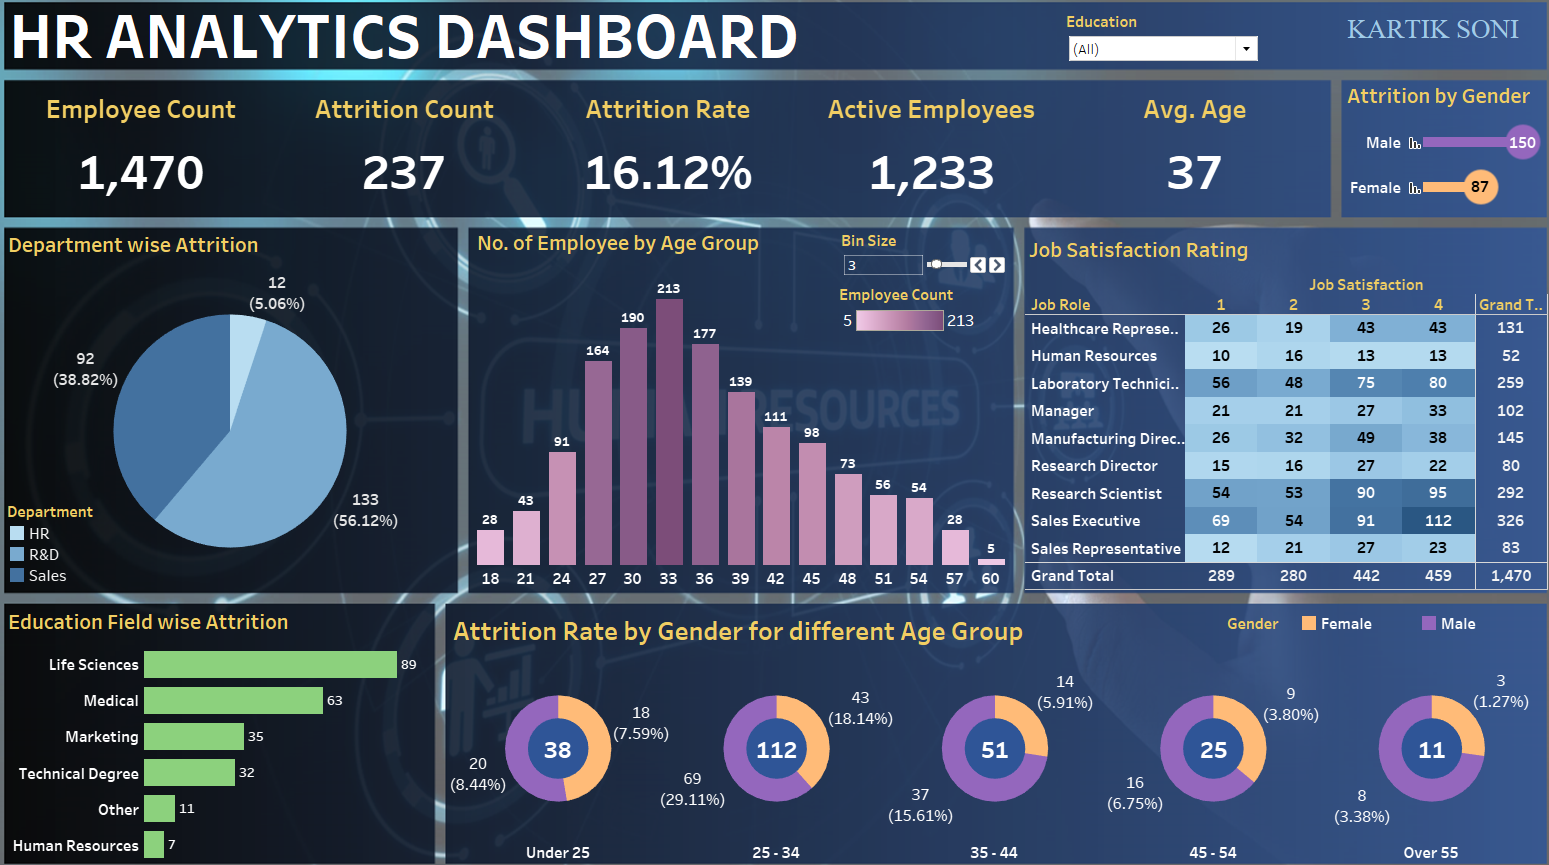 HR ANALYTICS DASHBOARD
Education
(All)
KARTIK SONI
Employee Count
1,470
Attrition Count
237
Attrition Rate
16.12%
Active Employees
1,233
Avg. Age
37
Attrition by Gender
Male 150
Female 87
Department wise Attrition
12
(5.06%)
92
(38.82%)
133
(56.12%)
Department
HR
R&D
Sales
No. of Employee by Age Group
Bin Size
3
Employee Count
5 213
28 43 91 164 190 213 177 139 111 98 73 56 54 28 5
18 21 24 27 30 33 36 39 42 45 48 51 54 57 60
HUMAN RESOURCES
Job Satisfaction Rating
Job Satisfaction
Job Role 1 2 3 4 Grand T..
Healthcare Represe.. 26 19 43 43 131
Human Resources 10 16 13 13 52
Laboratory Technici.. 56 48 75 80 259
Manager 21 21 27 33 102
Manufacturing Direc.. 26 32 49 38 145
Research Director 15 16 27 22 80
Research Scientist 54 53 90 95 292
Sales Executive 69 54 91 112 326
Sales Representative 12 21 27 23 83
Grand Total 289 280 442 459 1,470
Education Field wise Attrition
Life Sciences 89
Medical 63
Marketing 35
Technical Degree 32
Other 11
Human Resources 7
Attrition Rate by Gender for different Age Group
Gender Female Male
18
(7.59%)
38
20
(8.44%)
Under 25
43
(18.14%)
112
69
(29.11%)
25 - 34
14
(5.91%)
51
37
(15.61%)
35 - 44
9
(3.80%)
25
16
(6.75%)
45 - 54
3
(1.27%)
11
8
(3.38%)
Over 55